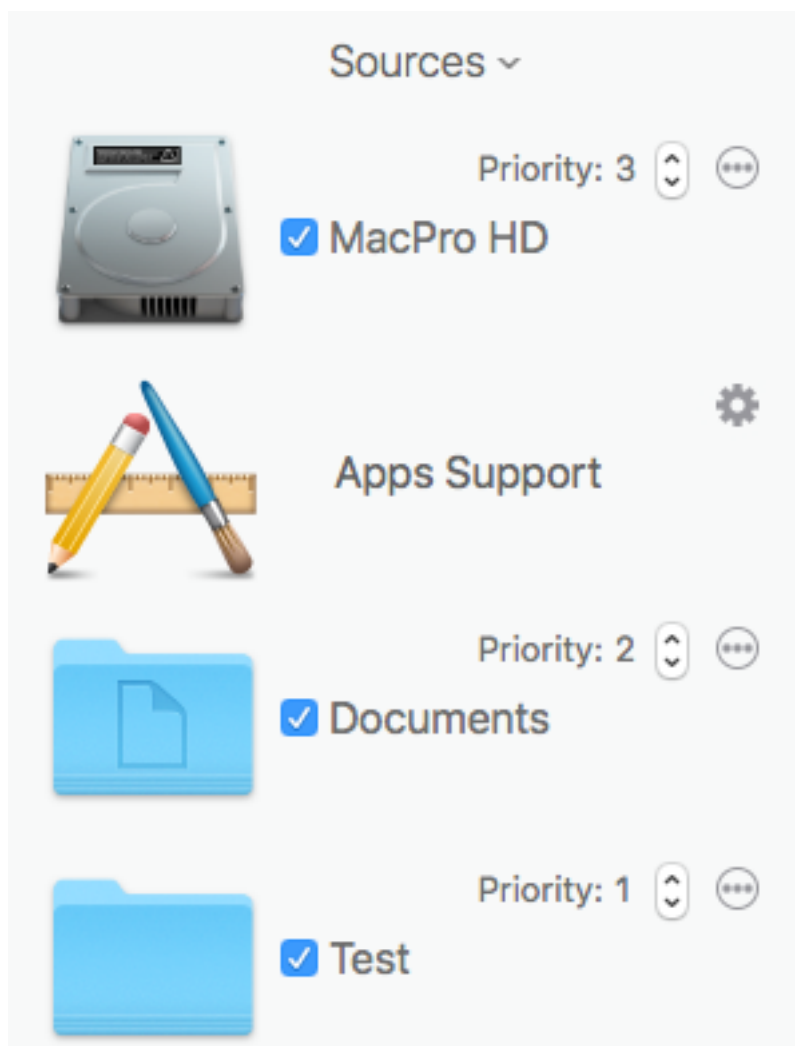 Sources
Priority: 3
MacPro HD
Apps Support
Priority: 2
Documents
Priority: 1
Test